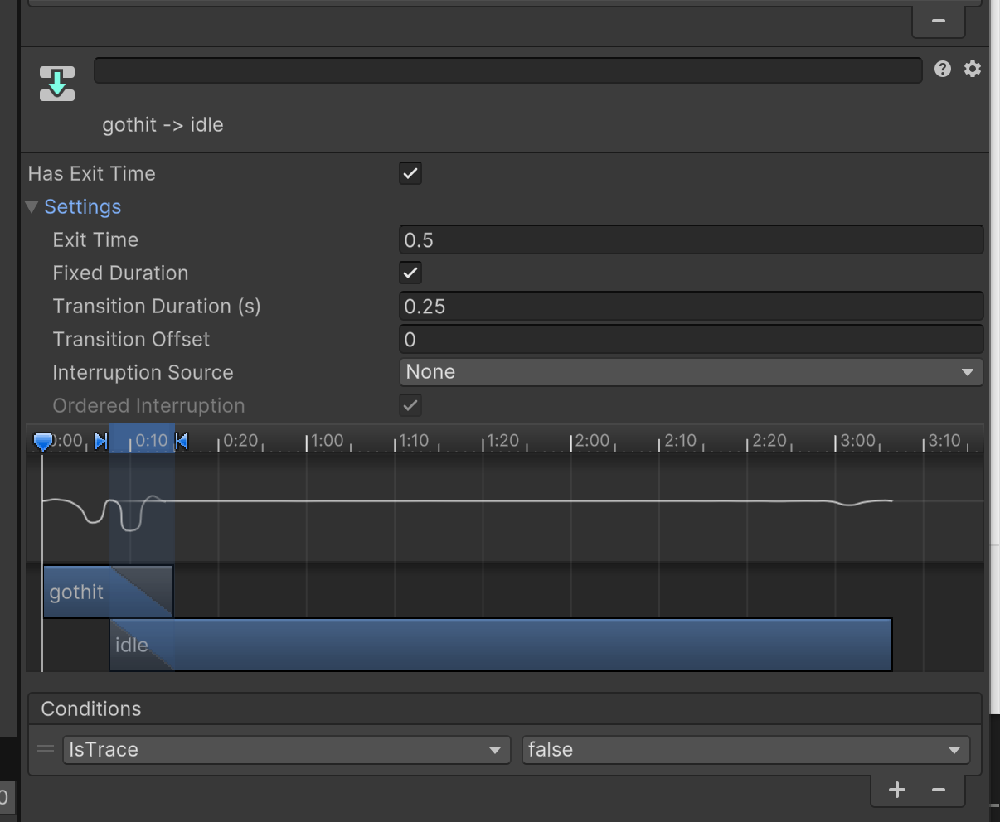 gothit -> idle
Has Exit Time
Settings
Exit Time 0.5
Fixed Duration
Transition Duration (s) 0.25
Transition Offset 0
Interruption Source None
Ordered Interruption
0:00 0:10 0:20 1:00 1:10 1:20 2:00 2:10 2:20 3:00 3:10
gothit
idle
Conditions
IsTrace false
0